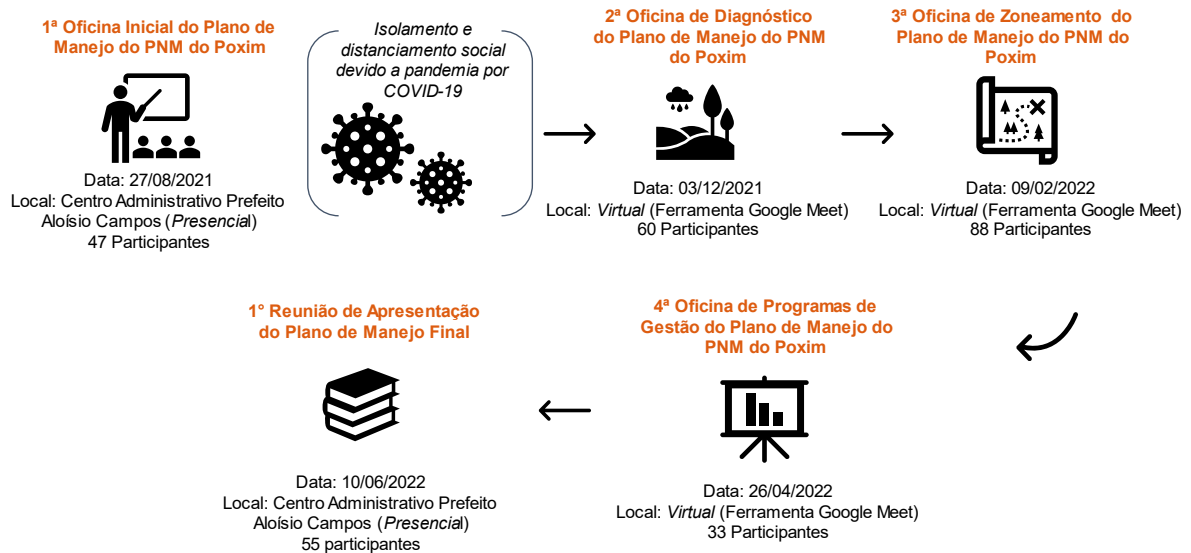 1ª Oficina Inicial do Plano de
Manejo do PNM do Poxim
Data: 27/08/2021
Local: Centro Administrativo Prefeito
Aloísio Campos (Presencial)
47 Participantes
Isolamento e
distanciamento social
devido a pandemia por
COVID-19
2ª Oficina de Diagnóstico
do Plano de Manejo do PNM
do Poxim
Data: 03/12/2021
Local: Virtual (Ferramenta Google Meet)
60 Participantes
3ª Oficina de Zoneamento do
Plano de Manejo do PNM do
Poxim
Data: 09/02/2022
Local: Virtual (Ferramenta Google Meet)
88 Participantes
4ª Oficina de Programas de
Gestão do Plano de Manejo do
PNM do Poxim
Data: 26/04/2022
Local: Virtual (Ferramenta Google Meet)
33 Participantes
1° Reunião de Apresentação
do Plano de Manejo Final
Data: 10/06/2022
Local: Centro Administrativo Prefeito
Aloísio Campos (Presencial)
55 participantes